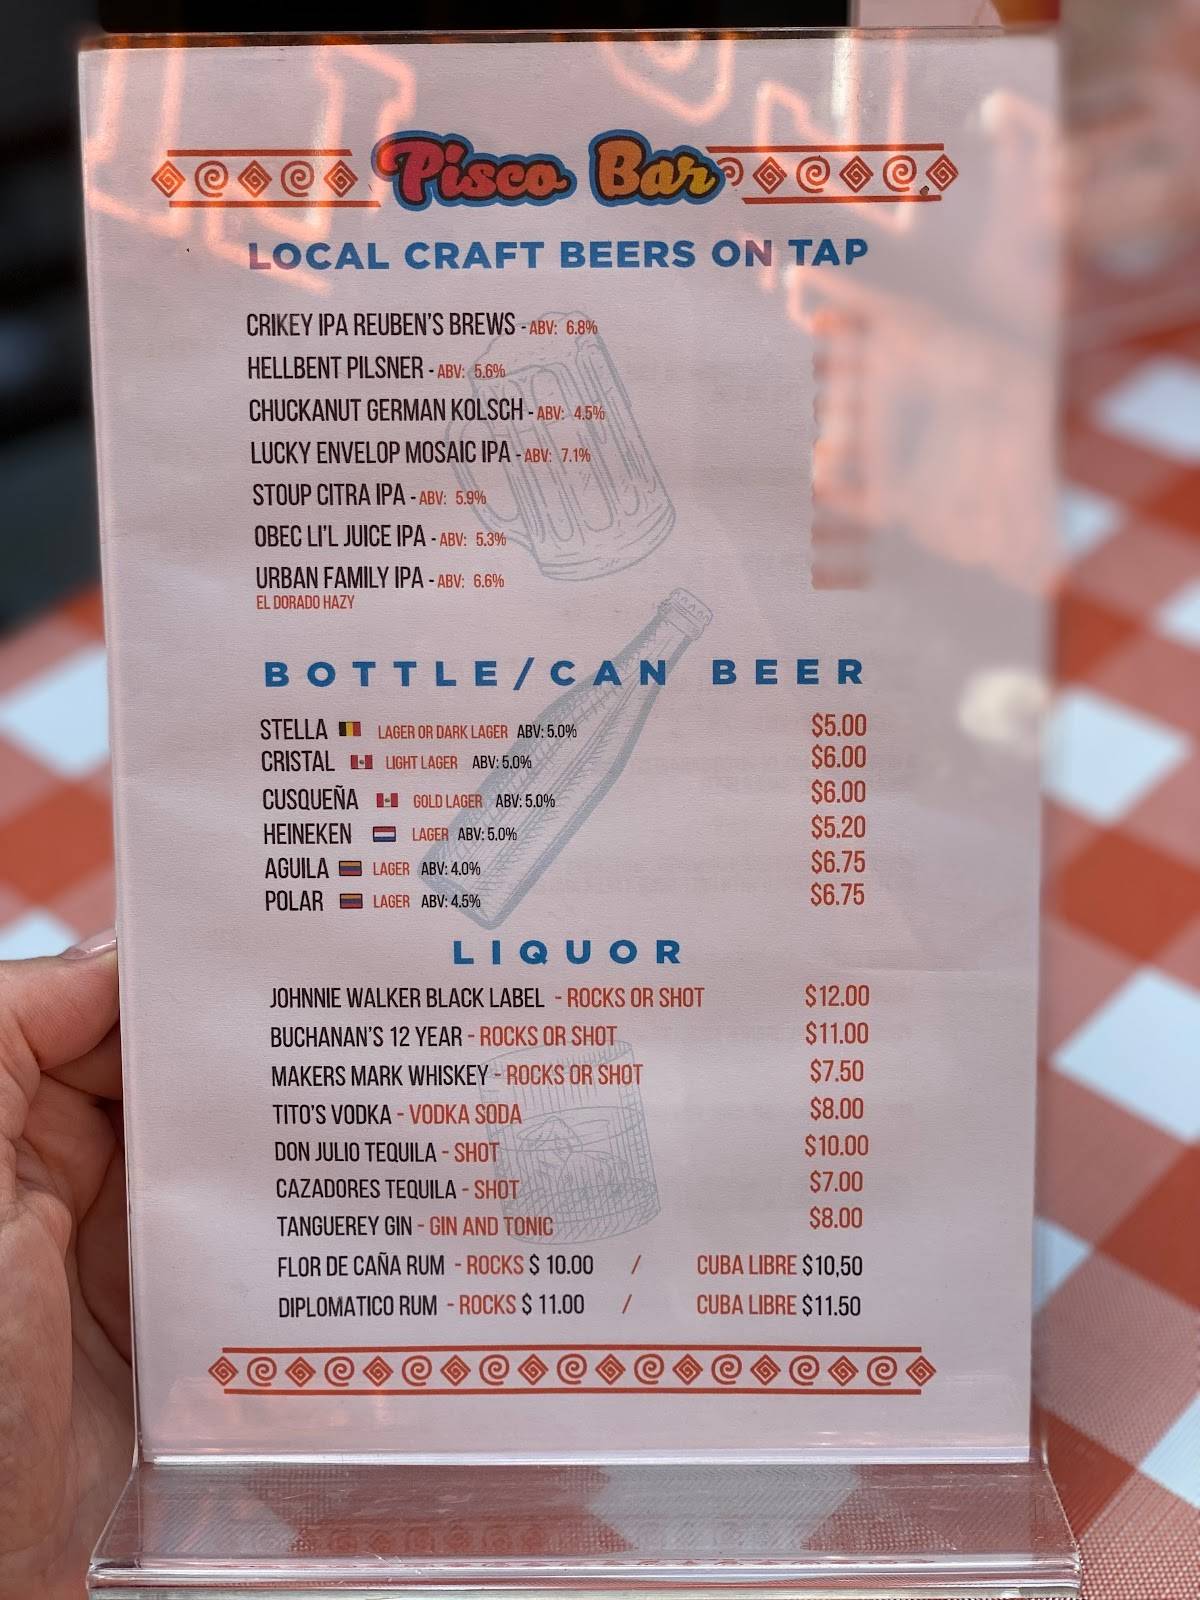 Pisco Bar
LOCAL CRAFT BEERS ON TAP
CRIKEY IPA REUBEN'S BREWS - ABV: 6.8%
HELLBENT PILSNER - ABV: 5.6%
CHUCKANUT GERMAN KOLSCH - ABV: 4.5%
LUCKY ENVELOP MOSAIC IPA - ABV: 7.1%
STOUP CITRA IPA - ABV: 5.9%
OBEC LI'L JUICE IPA - ABV: 5.3%
URBAN FAMILY IPA - ABV: 6.6%
EL DORADO HAZY
BOTTLE/CAN BEER
STELLA LAGER OR DARK LAGER ABV: 5.0% $5.00
CRISTAL LIGHT LAGER ABV: 5.0% $6.00
CUSQUEÑA GOLD LAGER ABV: 5.0% $6.00
HEINEKEN LAGER ABV: 5.0% $5.20
AGUILA LAGER ABV: 4.0% $6.75
POLAR LAGER ABV: 4.5% $6.75
LIQUOR
JOHNNIE WALKER BLACK LABEL - ROCKS OR SHOT $12.00
BUCHANAN'S 12 YEAR - ROCKS OR SHOT $11.00
MAKERS MARK WHISKEY - ROCKS OR SHOT $7.50
TITO'S VODKA - VODKA SODA $8.00
DON JULIO TEQUILA - SHOT $10.00
CAZADORES TEQUILA - SHOT $7.00
TANGUEREY GIN - GIN AND TONIC $8.00
FLOR DE CAÑA RUM - ROCKS $ 10.00 / CUBA LIBRE $10,50
DIPLOMATICO RUM - ROCKS $ 11.00 / CUBA LIBRE $11.50